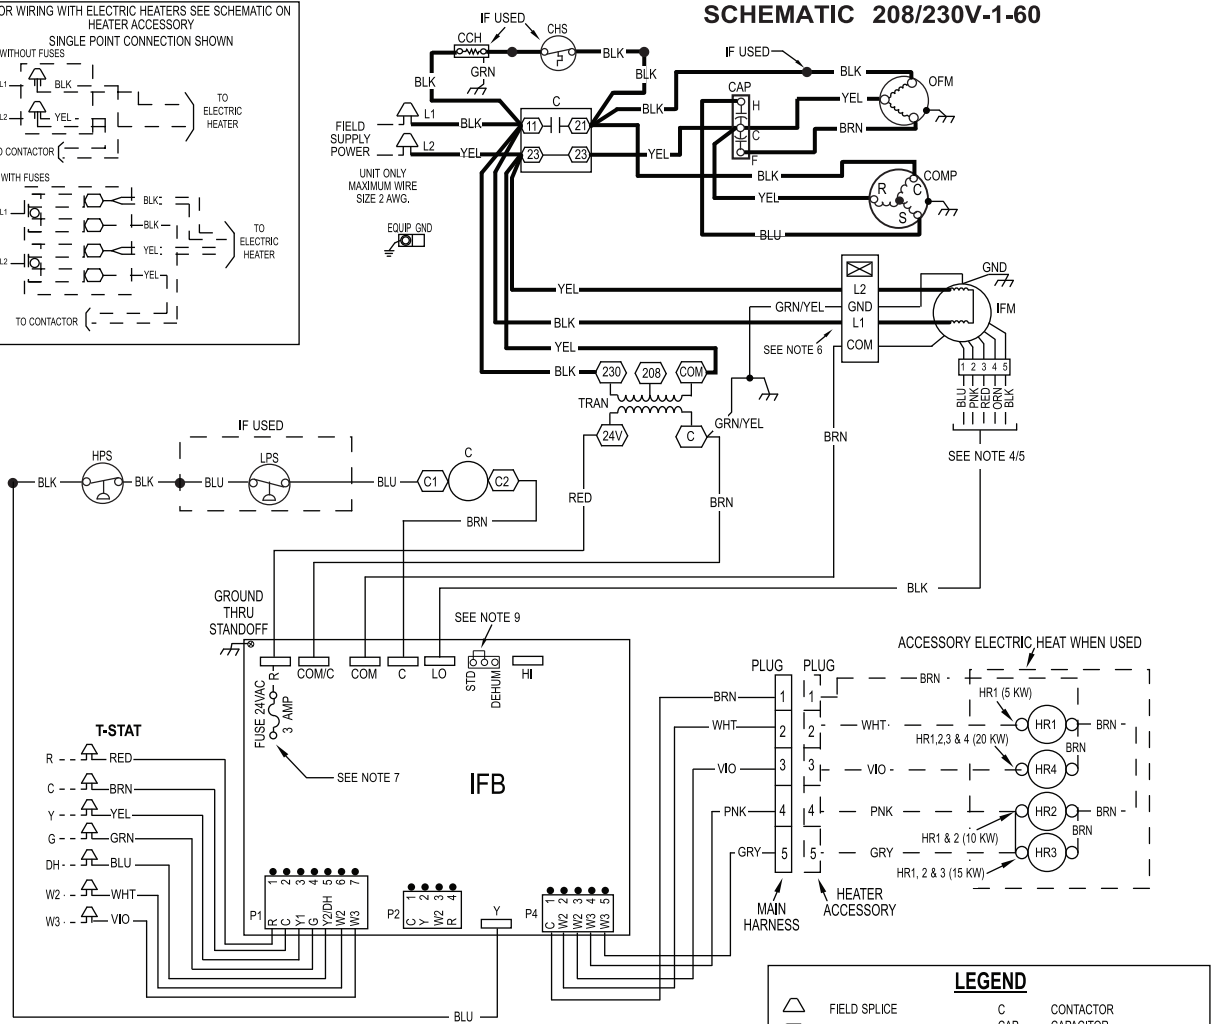 SCHEMATIC 208/230V-1-60
OR WIRING WITH ELECTRIC HEATERS SEE SCHEMATIC ON
HEATER ACCESSORY
SINGLE POINT CONNECTION SHOWN
WITHOUT FUSES
L1
BLK
L2
YEL
TO
ELECTRIC
HEATER
O CONTACTOR
WITH FUSES
L1
BLK
BLK
L2
YEL
YEL
TO
ELECTRIC
HEATER
TO CONTACTOR
IF USED
CCH
CHS
GRN
BLK
BLK
BLK
BLK
IF USED
BLK
OFM
CAP
H
C
F
YEL
BRN
FIELD
SUPPLY
POWER
L1
BLK
L2
YEL
C
11
21
23
23
YEL
BLK
COMP
YEL
R
C
S
BLU
UNIT ONLY
MAXIMUM WIRE
SIZE 2 AWG.
EQUIP GND
YEL
BLK
YEL
BLK
GRN/YEL
L2
GND
L1
COM
GND
IFM
SEE NOTE 6
1 2 3 4 5
BLU
PNK
RED
ORN
BLK
SEE NOTE 4/5
230
208
COM
TRAN
24V
C
GRN/YEL
BRN
RED
BRN
IF USED
HPS
LPS
BLK
BLK
BLU
BLU
C
C1
C2
BRN
BLK
GROUND
THRU
STANDOFF
SEE NOTE 9
R
COM/C
COM
C
LO
STD
DEHUM
HI
FUSE 24VAC
3 AMP
SEE NOTE 7
IFB
T-STAT
R
RED
C
BRN
Y
YEL
G
GRN
DH
BLU
W2
WHT
W3
VIO
P1
1 2 3 4 5 6 7
R
C
Y1
G
Y2/DH
W2
W3
P2
1 2 3 4
C
Y
W2
R
Y
P4
1 2 3 4 5
C
W2
W2
W3
W3
BLU
PLUG
PLUG
BRN
1
1
BRN
WHT
2
2
WHT
VIO
3
3
VIO
PNK
4
4
PNK
GRY
5
5
GRY
MAIN
HARNESS
HEATER
ACCESSORY
ACCESSORY ELECTRIC HEAT WHEN USED
HR1 (5 KW)
HR1
BRN
HR1,2,3 & 4 (20 KW)
BRN
HR4
HR2
BRN
HR1 & 2 (10 KW)
BRN
HR3
HR1, 2 & 3 (15 KW)
LEGEND
FIELD SPLICE
C
CONTACTOR
CAP
CAPACITOR